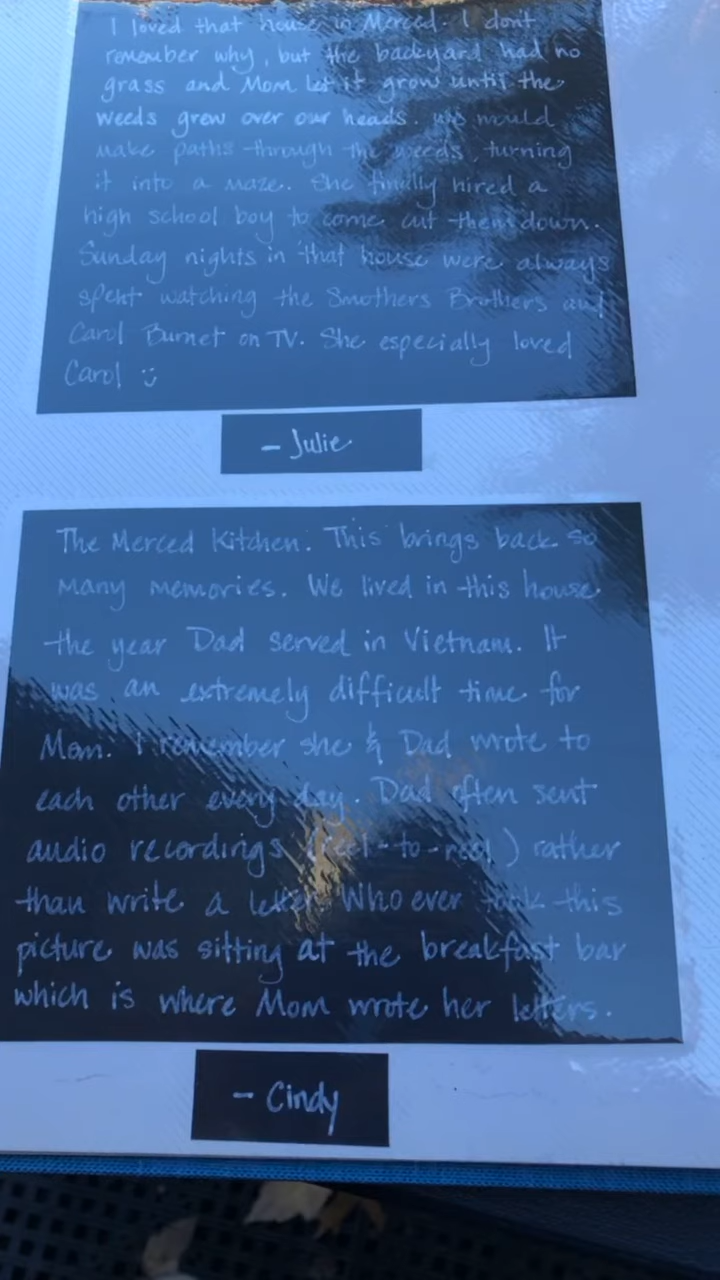 I loved that house in Merced. I don't
remember why, but the backyard had no
grass and Mom let it grow until the
weeds grew over our heads. would
make paths through the weeds, turning
it into a maze. She finally hired a
high school boy to come cut them down.
Sunday nights in that house were always
spent watching the Smothers Brothers and
Carol Burnet on TV. She especially loved
Carol :)
- Julie
The Merced Kitchen. This brings back so
many memories. We lived in this house
the year Dad served in Vietnam. It
was an extremely difficult time for
Mom. I remember she & Dad wrote to
each other every day. Dad often sent
audio recordings (reel-to-reel) rather
than write a letter. Who ever took this
picture was sitting at the breakfast bar
which is where Mom wrote her letters.
- Cindy